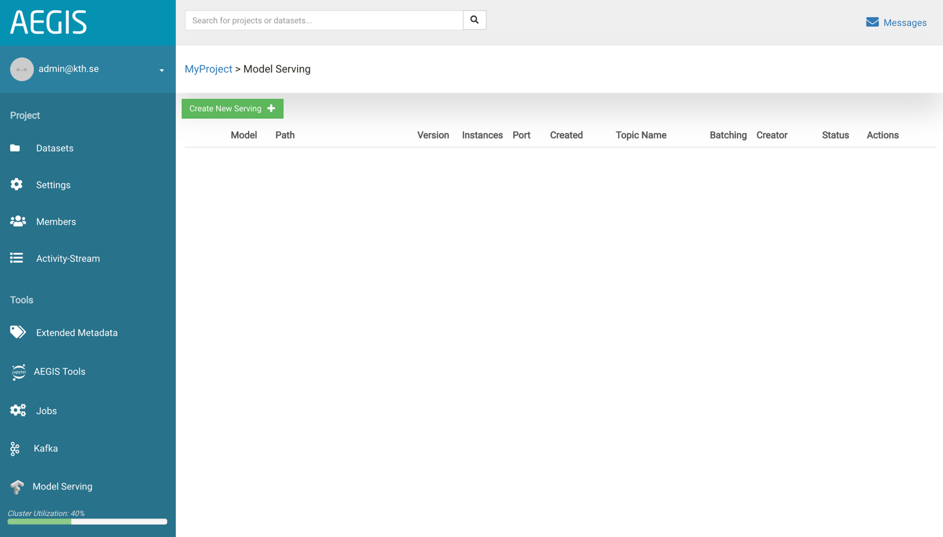 AEGIS
Messages
admin@kth.se
MyProject > Model Serving
Search for projects or datasets...
Project
Datasets
Settings
Members
Activity-Stream
Tools
Extended Metadata
jupyter
AEGIS Tools
Jobs
Kafka
Model Serving
Cluster Utilization: 40%
Create New Serving
Model Path Version Instances Port Created Topic Name Batching Creator Status Actions